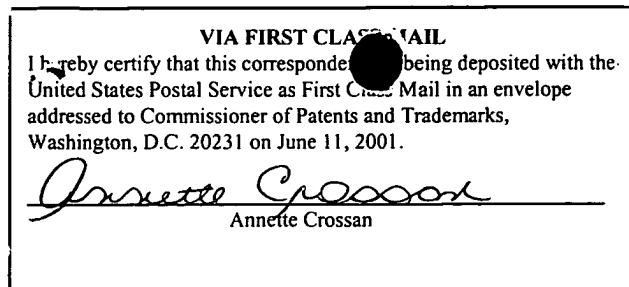 VIA FIRST CLASS MAIL
I hereby certify that this corresponden being deposited with the
United States Postal Service as First Class Mail in an envelope
addressed to Commissioner of Patents and Trademarks,
Washington, D.C. 20231 on June 11, 2001.
Annette Crossan
Annette Crossan